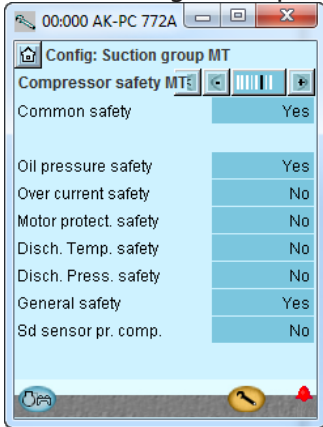 00:000 AK-PC 772A
Config: Suction group MT
Compressor safety MT
Common safety Yes
Oil pressure safety Yes
Over current safety No
Motor protect. safety No
Disch. Temp. safety No
Disch. Press. safety No
General safety Yes
Sd sensor pr. comp. No